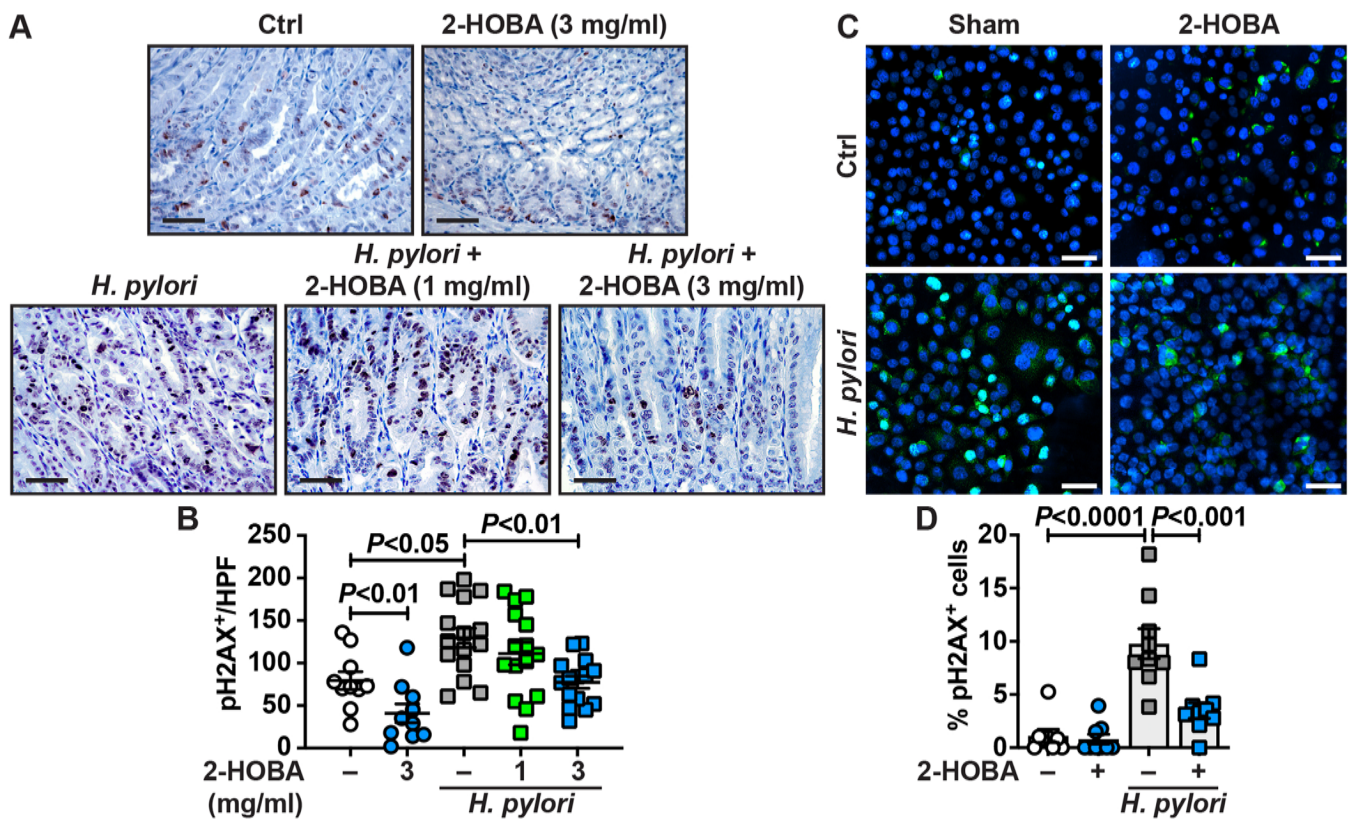 A
Ctrl
2-HOBA (3 mg/ml)
H. pylori
H. pylori +
2-HOBA (1 mg/ml)
H. pylori +
2-HOBA (3 mg/ml)
B
pH2AX+/HPF
250
200
150
100
50
0
P<0.05
P<0.01
P<0.01
2-HOBA
(mg/ml)
– 3 – 1 3
H. pylori
C
Sham
2-HOBA
Ctrl
H. pylori
D
% pH2AX+ cells
20
15
10
5
0
P<0.0001
P<0.001
2-HOBA – + – +
H. pylori